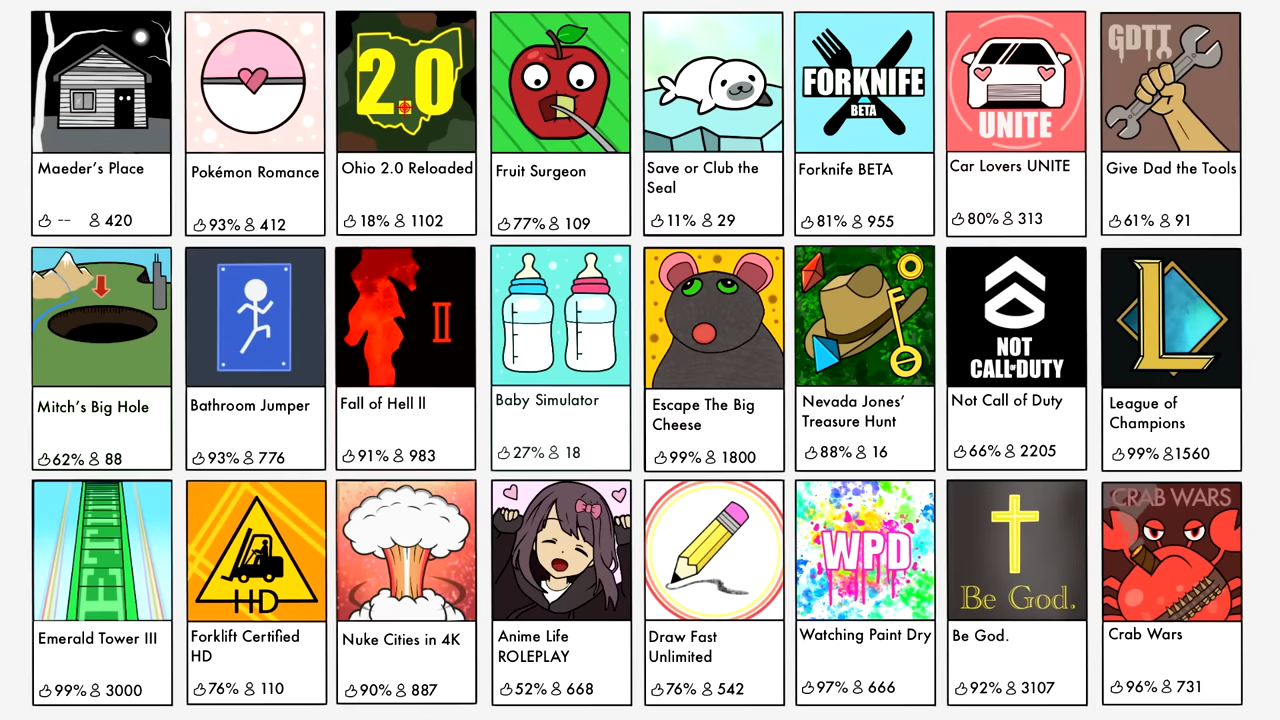 2.0
FORKNIFE
BETA
UNITE
GDTT
Maeder's Place
Pokémon Romance
Ohio 2.0 Reloaded
Fruit Surgeon
Save or Club the
Seal
Forknife BETA
Car Lovers UNITE
Give Dad the Tools
-- 420
93% 412
18% 1102
77% 109
11% 29
81% 955
80% 313
61% 91
II
NOT
CALL OF DUTY
L
Mitch's Big Hole
Bathroom Jumper
Fall of Hell ll
Baby Simulator
Escape The Big
Cheese
Nevada Jones'
Treasure Hunt
Not Call of Duty
League of
Champions
62% 88
93% 776
91% 983
27% 18
99% 1800
88% 16
66% 2205
99% 1560
HD
WPD
Be God.
CRAB WARS
Emerald Tower III
Forklift Certified
HD
Nuke Cities in 4K
Anime Life
ROLEPLAY
Draw Fast
Unlimited
Watching Paint Dry
Be God.
Crab Wars
99% 3000
76% 110
90% 887
52% 668
76% 542
97% 666
92% 3107
96% 731